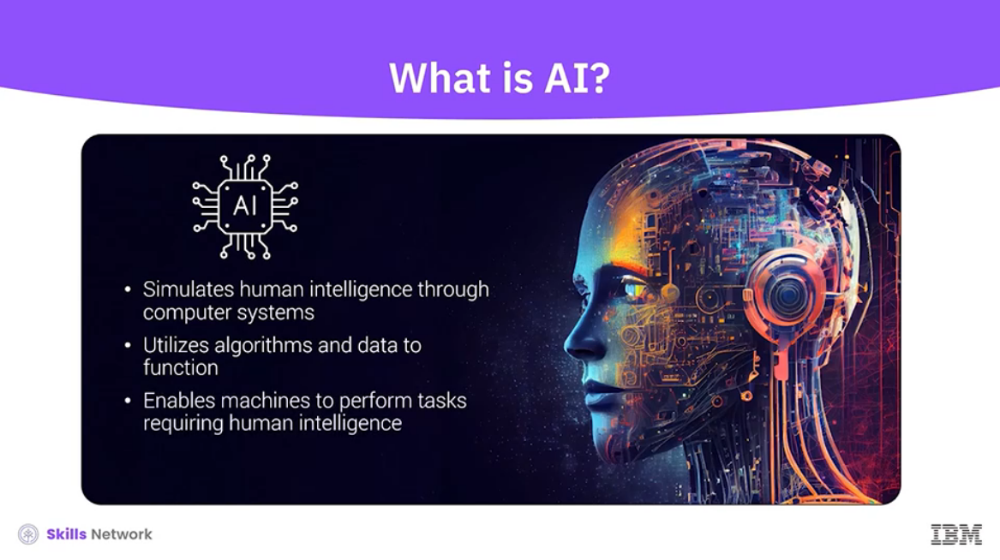 What is AI?
AI
• Simulates human intelligence through
computer systems
• Utilizes algorithms and data to
function
• Enables machines to perform tasks
requiring human intelligence
Skills Network
IBM